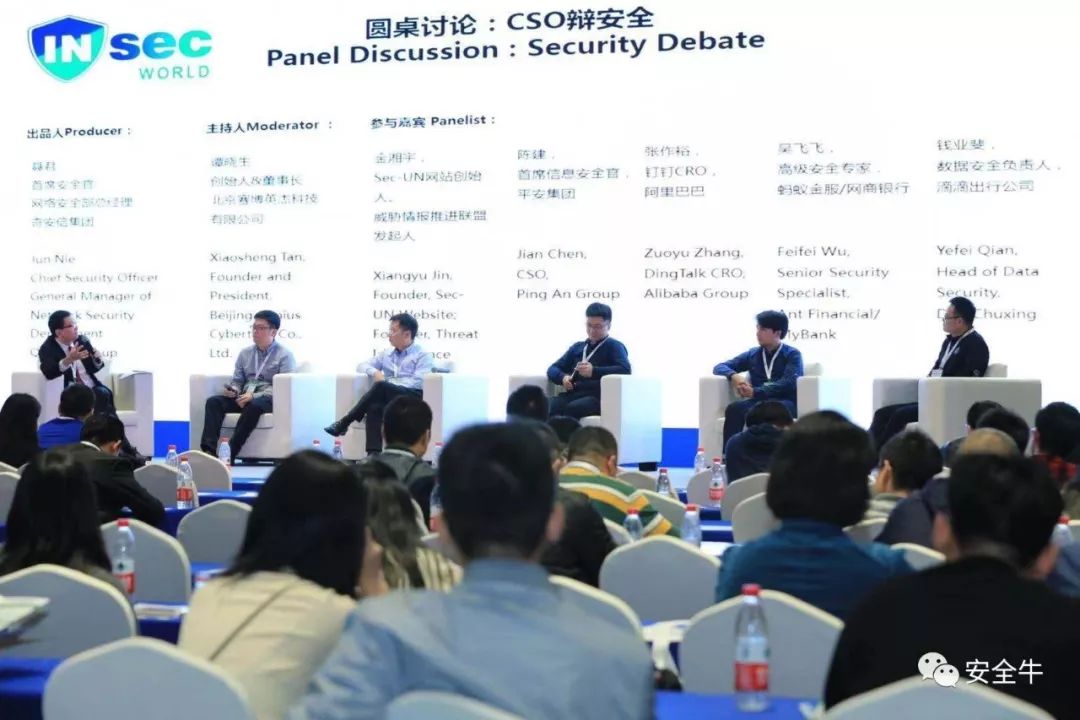 IN sec
WORLD
圆桌讨论：CSO辩安全
Panel Discussion：Security Debate
出品人Producer：
聂君
首席安全官
网络安全部总经理
奇安信集团
Jun Nie
Chief Security Officer
General Manager of
Security
主持人Moderator ：
谭晓生
创始人&董事长
北京赛博英杰科技
有限公司
Xiaosheng Tan,
Founder and
President,
Beijing
Co.,
Ltd.
参与嘉宾 Panelist：
金湘宇，
Sec-UN网站创始
人、
威胁情报推进联盟
发起人
Xiangyu Jin,
Founder, Sec-
UN Website;
Threat
陈建，
首席信息安全官，
平安集团
Jian Chen,
CSO,
Ping An Group
张作裕，
钉钉CRO，
阿里巴巴
Zuoyu Zhang,
DingTalk CRO,
Alibaba Group
吴飞飞，
高级安全专家，
蚂蚁金服/网商银行
Feifei Wu,
Senior Security
Specialist,
Financial/
钱业斐，
数据安全负责人，
滴滴出行公司
Yefei Qian,
Head of Data
Security,
Chuxing
安全牛